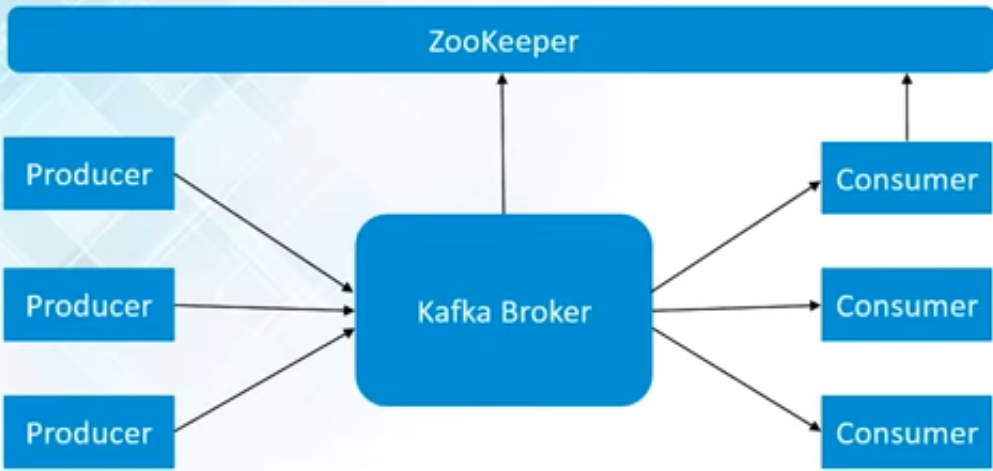 ZooKeeper
Producer
Consumer
Producer
Kafka Broker
Consumer
Producer
Consumer